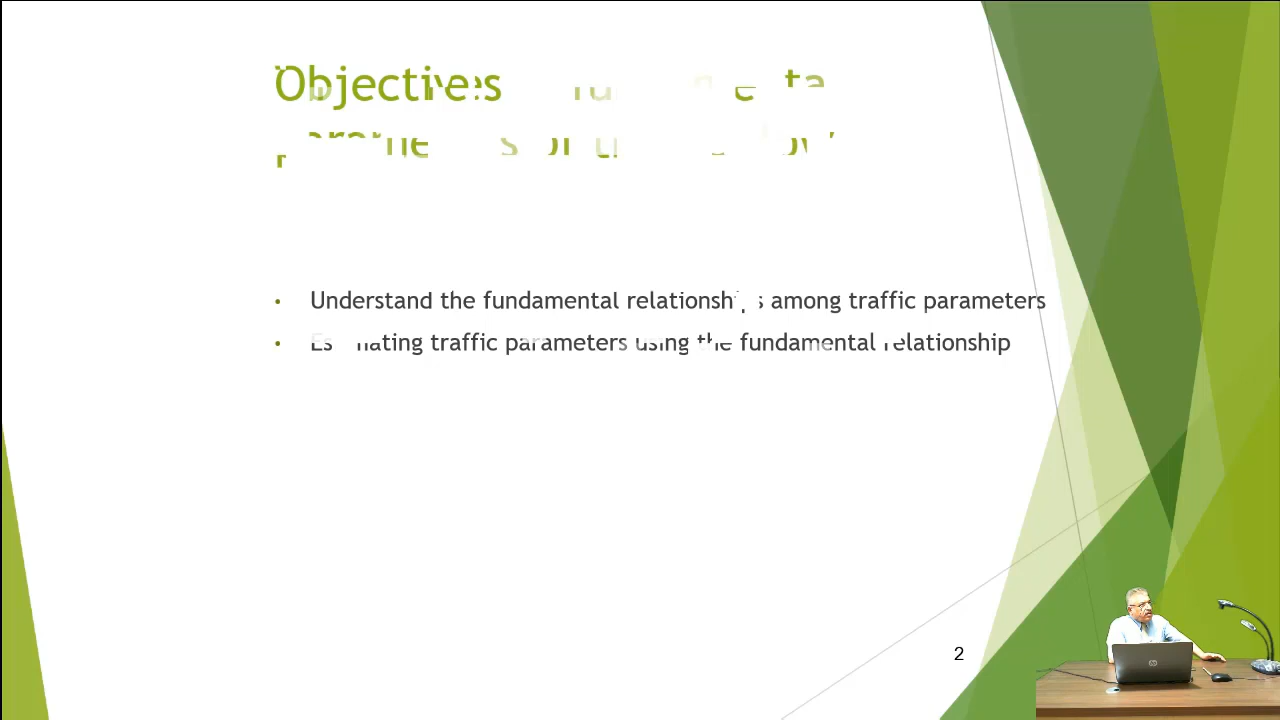 Objectives
• Understand the fundamental relationships among traffic parameters
• Estimating traffic parameters using the fundamental relationship
2